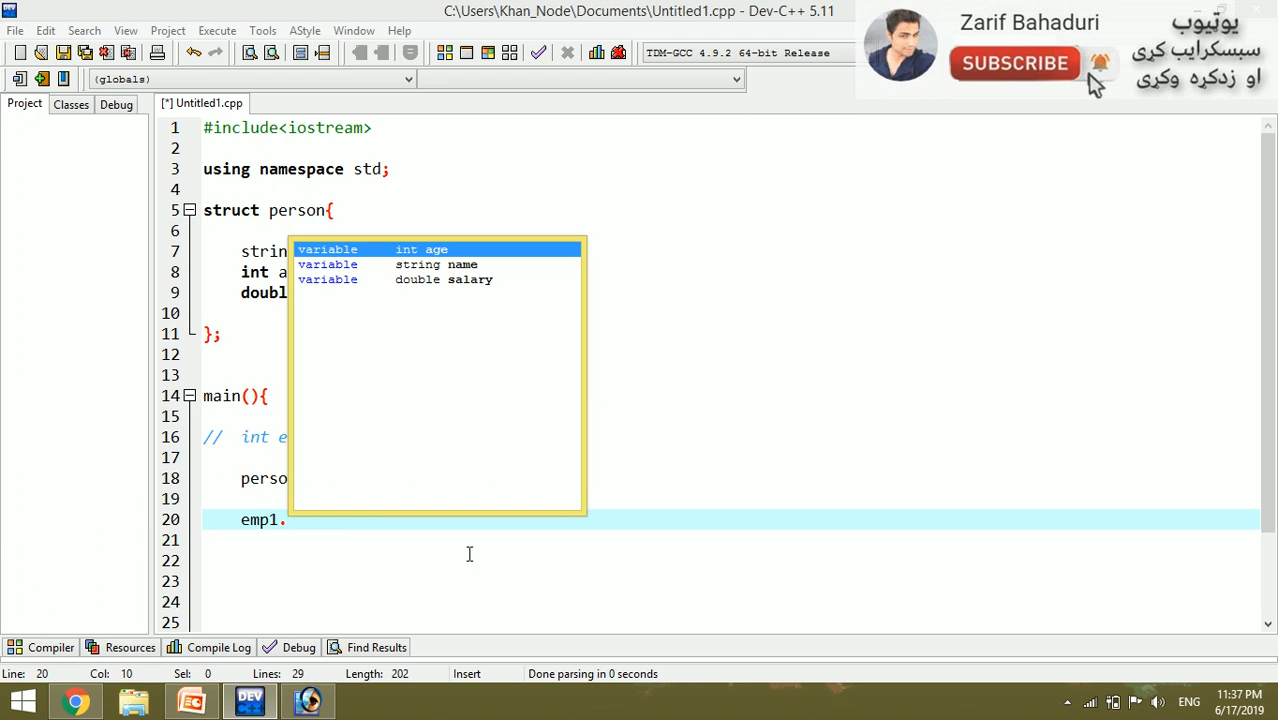 C:\Users\Khan_Node\Documents\Untitled1.cpp - Dev-C++ 5.11
File Edit Search View Project Execute Tools AStyle Window Help
TDM-GCC 4.9.2 64-bit Release
(globals)
Zarif Bahaduri
SUBSCRIBE
یوټیوب
سبسکرایب کړی
او زدکړه وکړی
Project Classes Debug
[*] Untitled1.cpp
1 #include<iostream>
2
3 using namespace std;
4
5 struct person{
6
7 strin
8 int a
9 doubl
10
11 };
12
13
14 main(){
15
16 // int e
17
18 perso
19
20 emp1.
21
22
23
24
25
variable int age
variable string name
variable double salary
Compiler Resources Compile Log Debug Find Results
Line: 20 Col: 10 Sel: 0 Lines: 29 Length: 202 Insert Done parsing in 0 seconds
DEV
ENG
11:37 PM
6/17/2019